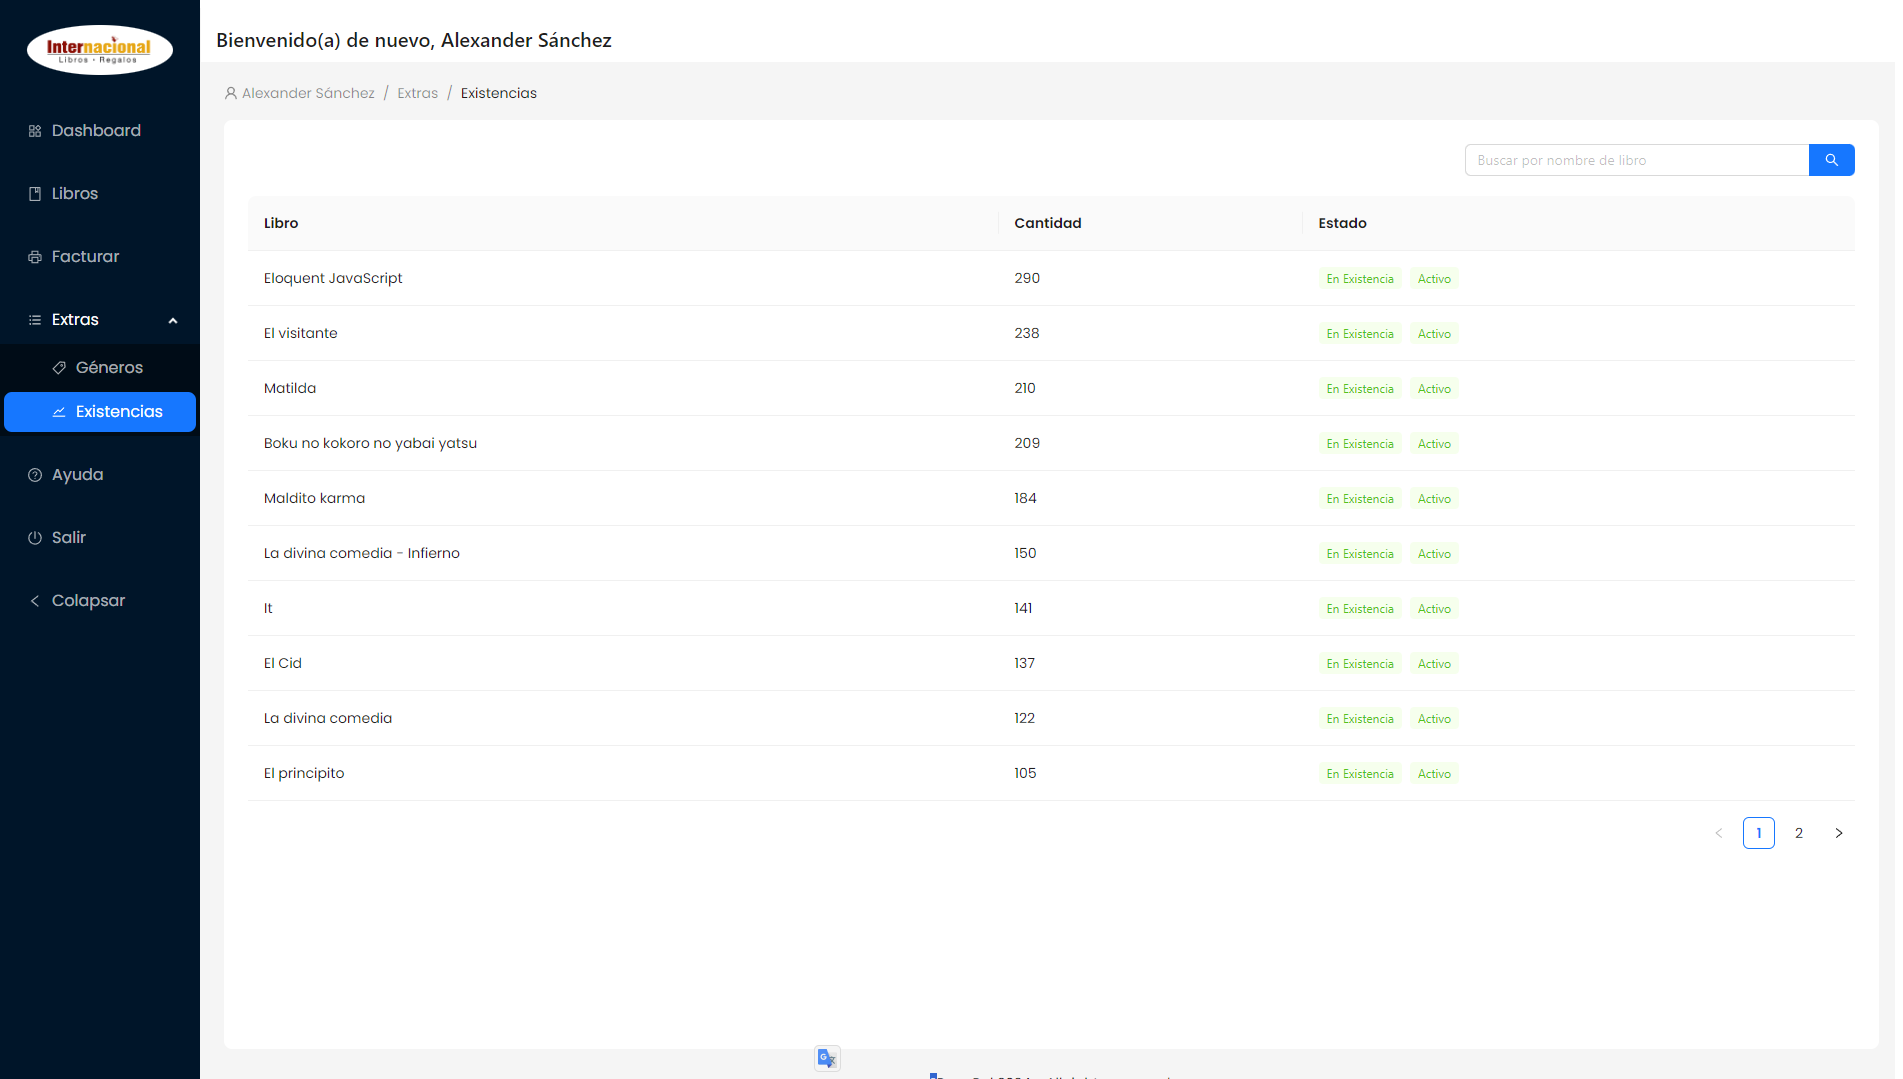 Internacional
Libros • Regalos
Dashboard
Libros
Facturar
Extras
Géneros
Existencias
Ayuda
Salir
Colapsar
Bienvenido(a) de nuevo, Alexander Sánchez
Alexander Sánchez / Extras / Existencias
Buscar por nombre de libro
Libro Cantidad Estado
Eloquent JavaScript 290 En Existencia Activo
El visitante 238 En Existencia Activo
Matilda 210 En Existencia Activo
Boku no kokoro no yabai yatsu 209 En Existencia Activo
Maldito karma 184 En Existencia Activo
La divina comedia - Infierno 150 En Existencia Activo
It 141 En Existencia Activo
El Cid 137 En Existencia Activo
La divina comedia 122 En Existencia Activo
El principito 105 En Existencia Activo
< 1 2 >